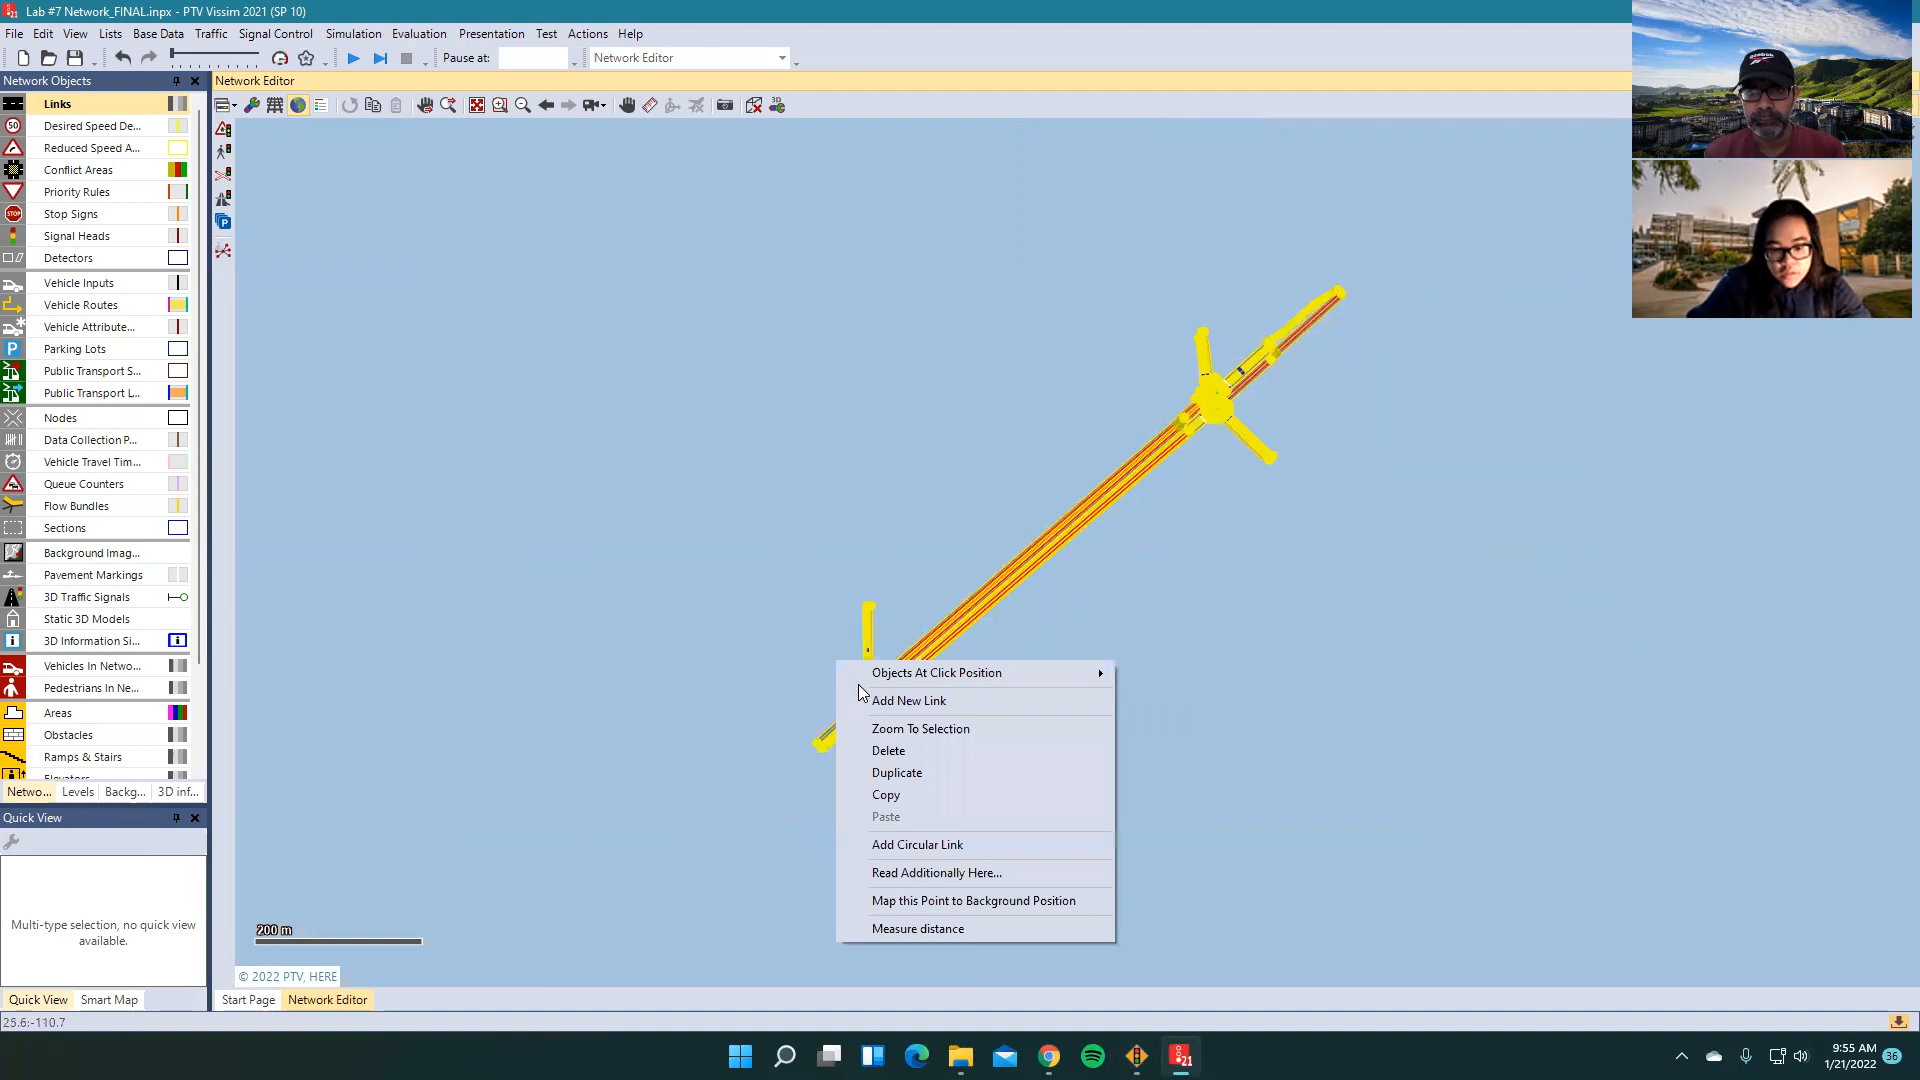 Lab #7 Network_FINAL.inpx - PTV Vissim 2021 (SP 10)
File Edit View Lists Base Data Traffic Signal Control Simulation Evaluation Presentation Test Actions Help
Pause at: Network Editor
Network Objects
Network Editor
Links
50 Desired Speed De...
Reduced Speed A...
Conflict Areas
Priority Rules
STOP Stop Signs
Signal Heads
Detectors
Vehicle Inputs
Vehicle Routes
Vehicle Attribute...
P Parking Lots
Public Transport S...
Public Transport L...
Nodes
Data Collection P...
Vehicle Travel Tim...
Queue Counters
Flow Bundles
Sections
Background Imag...
Pavement Markings
3D Traffic Signals
Static 3D Models
3D Information Si...
Vehicles In Netwo...
Pedestrians In Ne...
Areas
Obstacles
Ramps & Stairs
Elevators
Netwo... Levels Backg... 3D inf...
Quick View
Multi-type selection, no quick view
available.
Quick View Smart Map
Objects At Click Position
Add New Link
Zoom To Selection
Delete
Duplicate
Copy
Paste
Add Circular Link
Read Additionally Here...
Map this Point to Background Position
Measure distance
200 m
© 2022 PTV, HERE
Start Page Network Editor
25.6:-110.7
Reebok
21
9:55 AM
1/21/2022
36